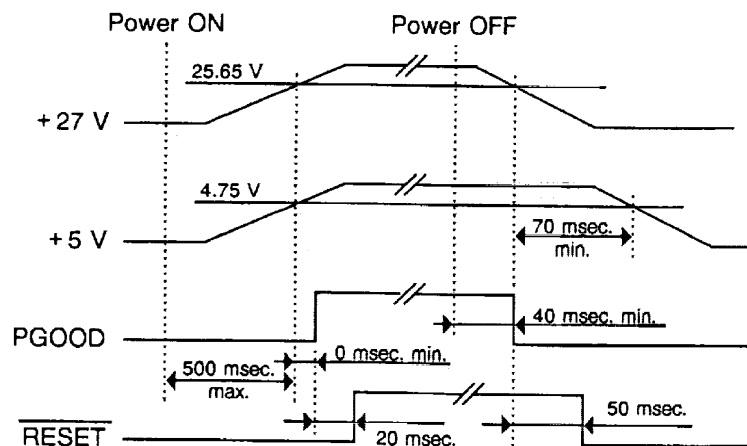 Power ON
Power OFF
25.65 V
+27 V
4.75 V
+5 V
70 msec.
min.
PGOOD
40 msec. min.
0 msec. min.
500 msec.
max.
RESET
20 msec.
50 msec.